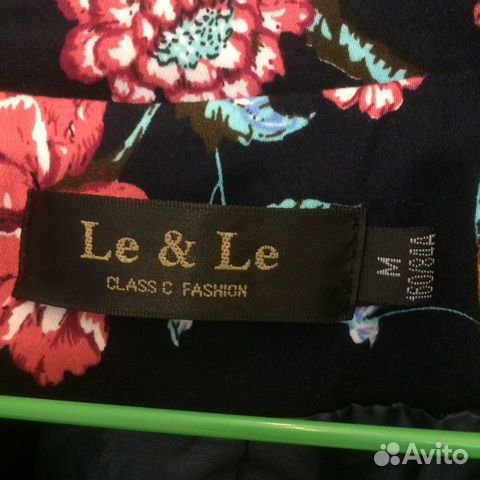 Le & Le
CLASS C FASHION
M
160/84A
Avito